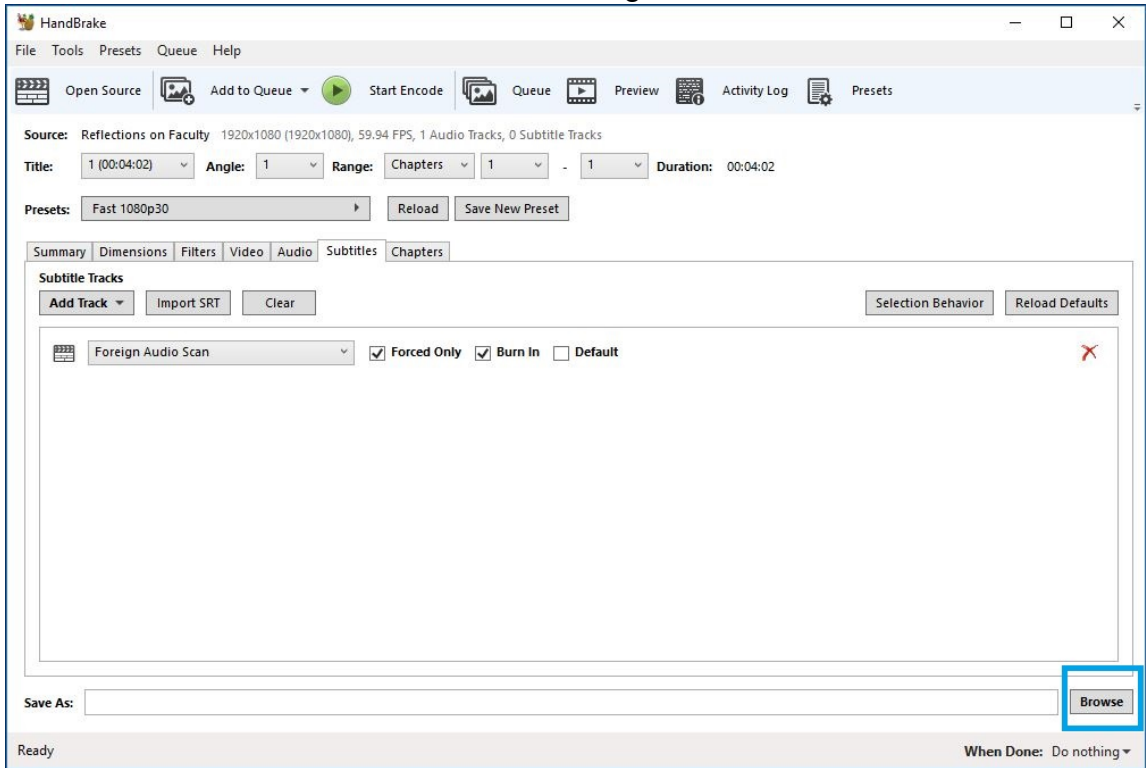 HandBrake
File Tools Presets Queue Help
Open Source Add to Queue Start Encode Queue Preview Activity Log Presets
Source: Reflections on Faculty 1920x1080 (1920x1080), 59.94 FPS, 1 Audio Tracks, 0 Subtitle Tracks
Title: 1 (00:04:02) Angle: 1 Range: Chapters 1 - 1 Duration: 00:04:02
Presets: Fast 1080p30 Reload Save New Preset
Summary Dimensions Filters Video Audio Subtitles Chapters
Subtitle Tracks
Add Track Import SRT Clear Selection Behavior Reload Defaults
Foreign Audio Scan Forced Only Burn In Default
Save As: Browse
Ready When Done: Do nothing